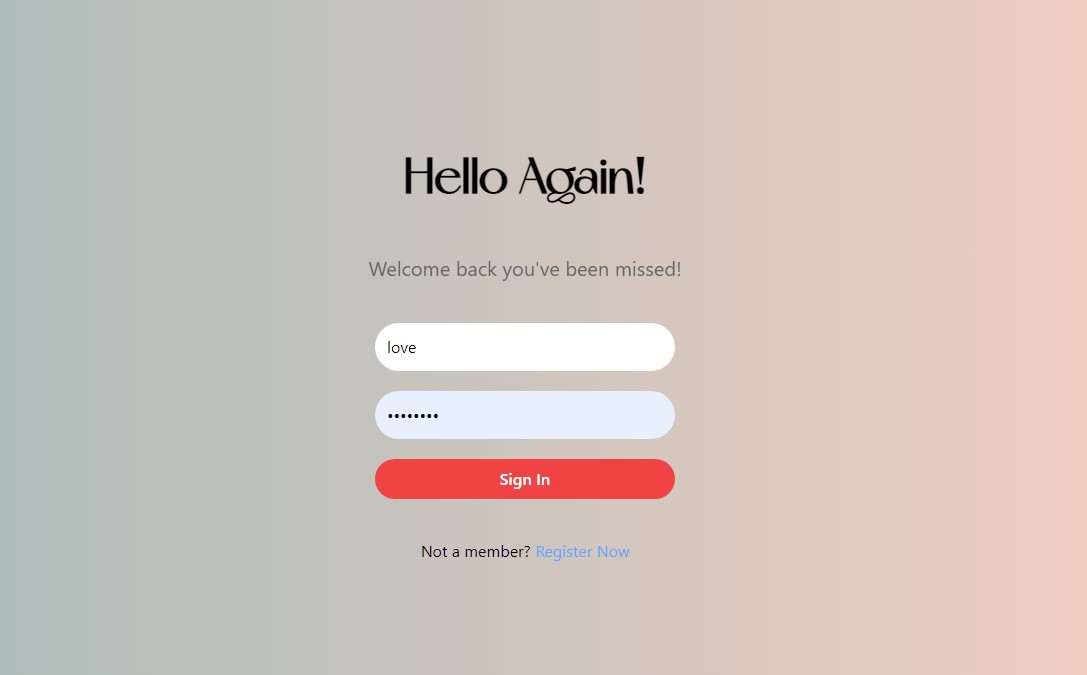 Hello Again!
Welcome back you've been missed!
love
••••••••
Sign In
Not a member? Register Now